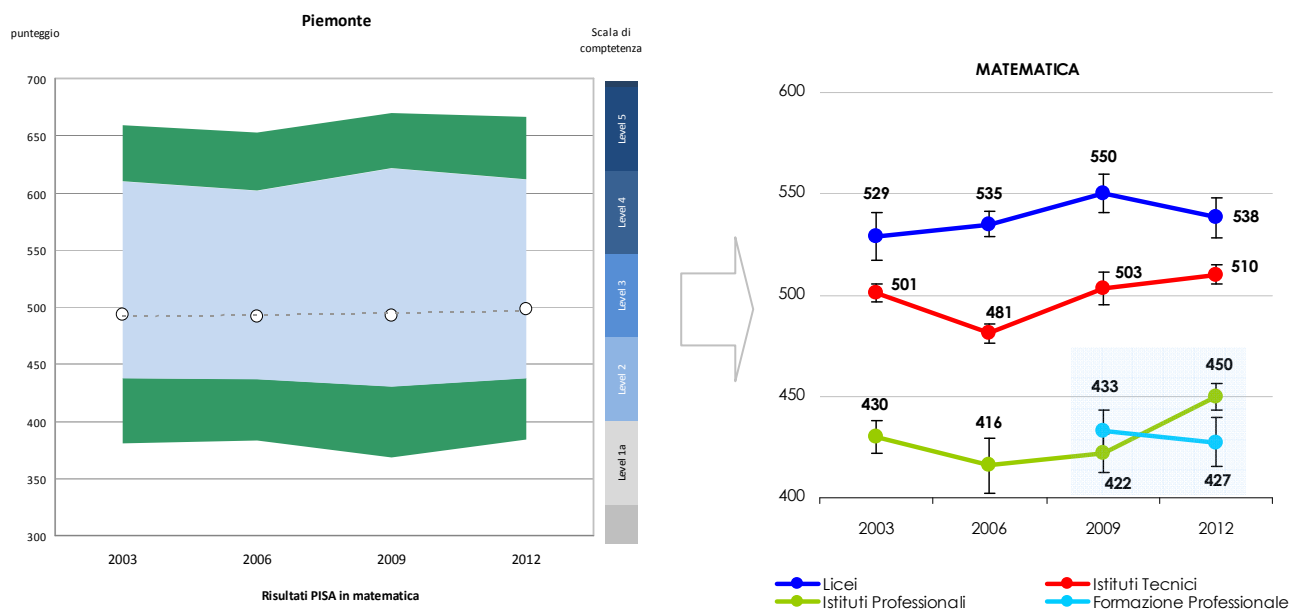 Piemonte
punteggio
Scala di
comptetenza
700
650
600
550
500
450
400
350
300
Level 5
Level 4
Level 3
Level 2
Level 1a
2003
2006
2009
2012
Risultati PISA in matematica
MATEMATICA
600
550
500
450
400
529
535
550
538
501
481
503
510
430
416
433
450
422
427
2003
2006
2009
2012
Licei
Istituti Tecnici
Istituti Professionali
Formazione Professionale